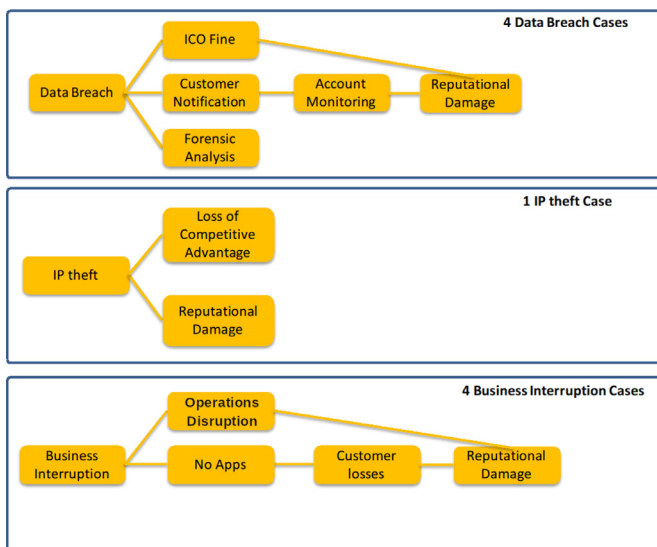 4 Data Breach Cases
ICO Fine
Data Breach
Customer
Notification
Account
Monitoring
Reputational
Damage
Forensic
Analysis
1 IP theft Case
Loss of
Competitive
Advantage
IP theft
Reputational
Damage
4 Business Interruption Cases
Operations
Disruption
Business
Interruption
No Apps
Customer
losses
Reputational
Damage